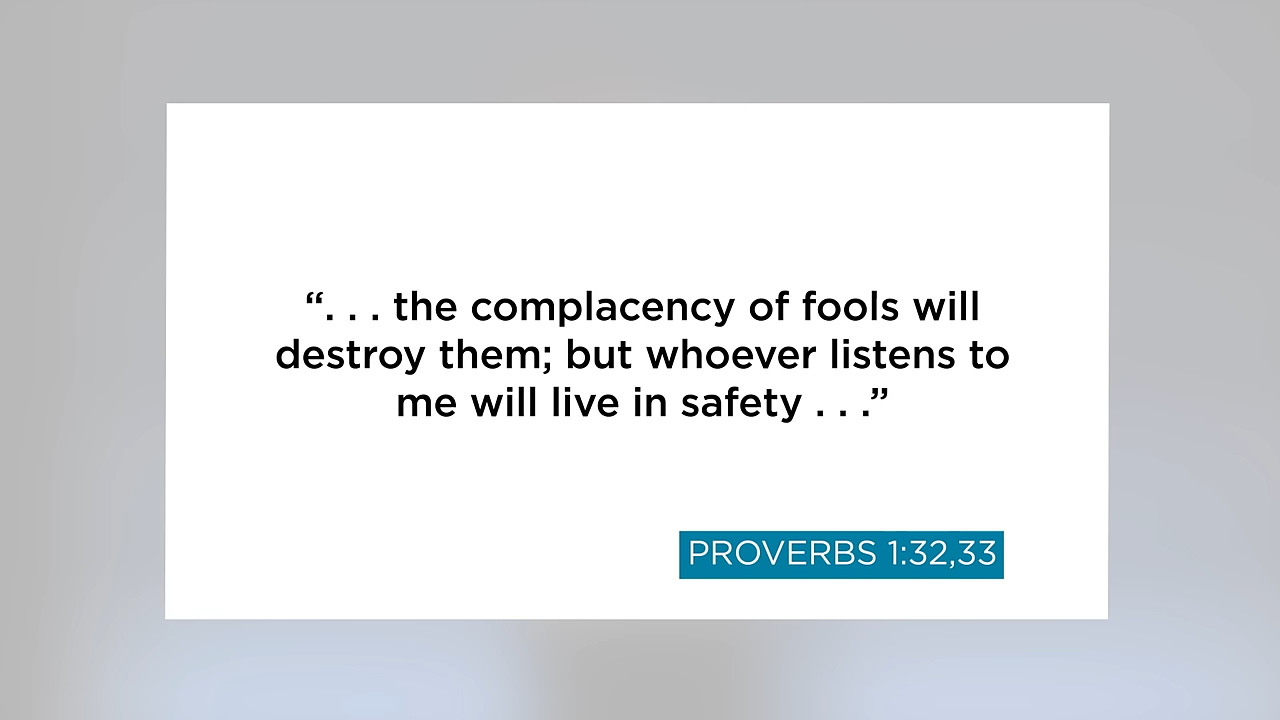 “. . . the complacency of fools will
destroy them; but whoever listens to
me will live in safety . . .”
PROVERBS 1:32,33